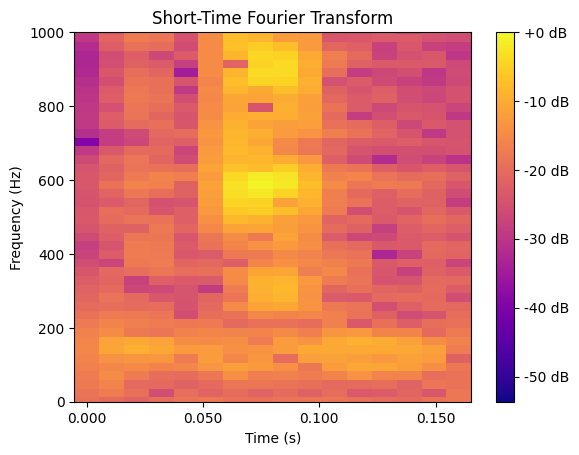 Short-Time Fourier Transform
1000
800
600
400
200
0
Frequency (Hz)
0.000
0.050
0.100
0.150
Time (s)
+0 dB
-10 dB
-20 dB
-30 dB
-40 dB
-50 dB